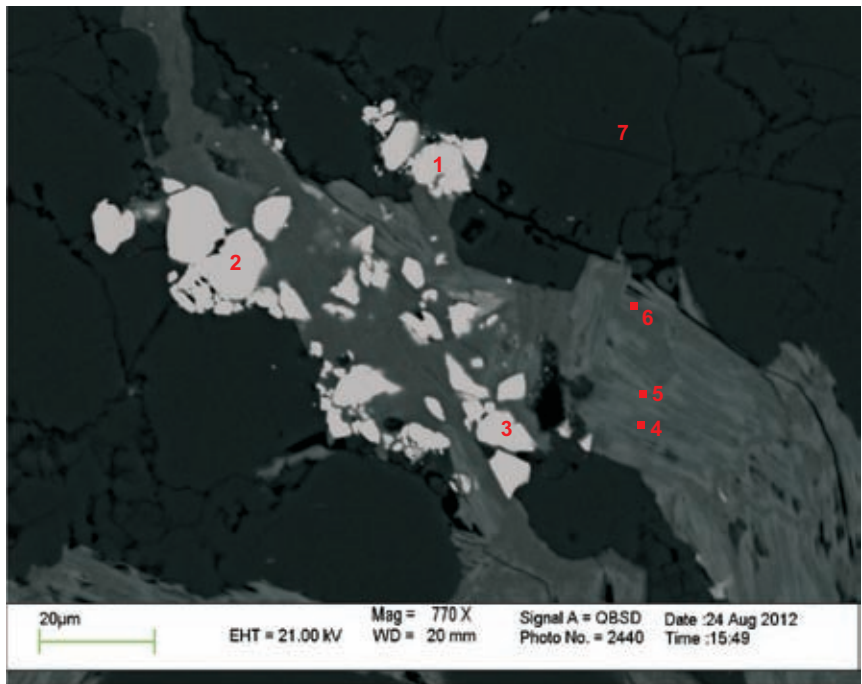 7
1
2
6
5
3
4
20µm
Mag = 770 X
Signal A = QBSD
Date :24 Aug 2012
EHT = 21.00 kV
WD = 20 mm
Photo No. = 2440
Time :15:49